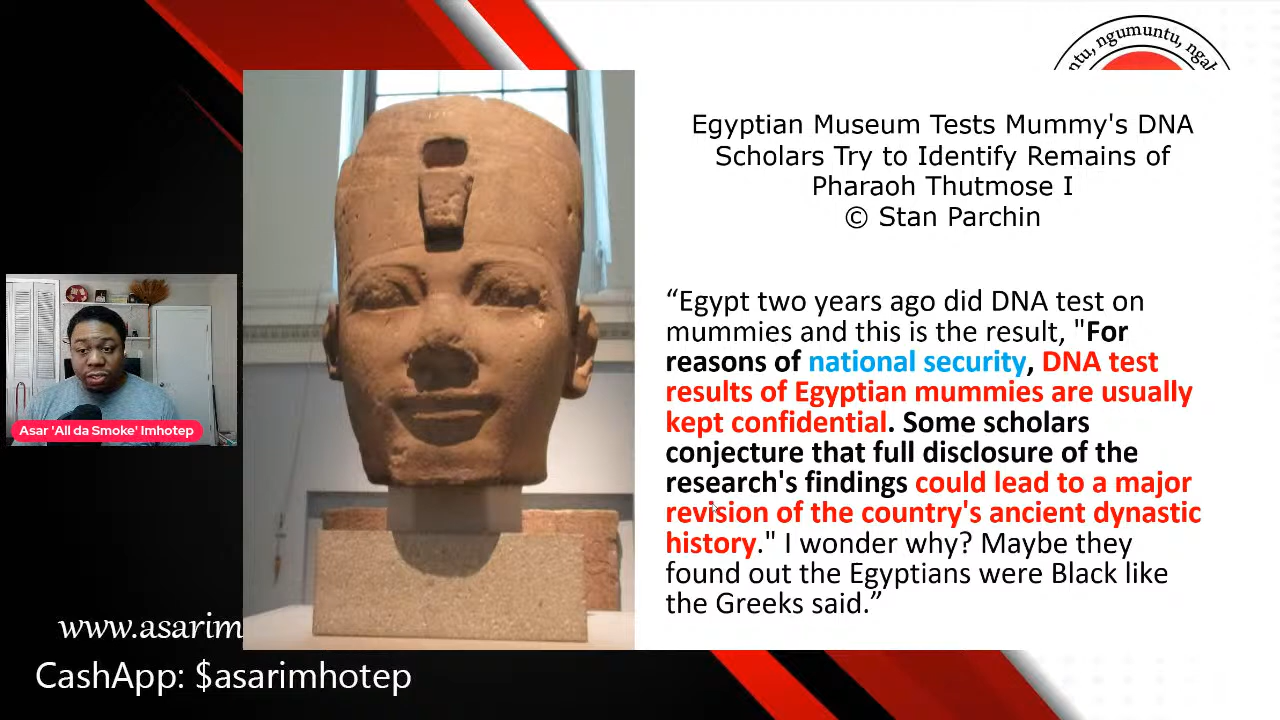 ntu, ngumuntu, ngab
Egyptian Museum Tests Mummy's DNA
Scholars Try to Identify Remains of
Pharaoh Thutmose I
© Stan Parchin
“Egypt two years ago did DNA test on
mummies and this is the result, "For
reasons of national security, DNA test
results of Egyptian mummies are usually
kept confidential. Some scholars
conjecture that full disclosure of the
research's findings could lead to a major
revision of the country's ancient dynastic
history." I wonder why? Maybe they
found out the Egyptians were Black like
the Greeks said.”
Asar 'All da Smoke' Imhotep
www.asarim
CashApp: $asarimhotep